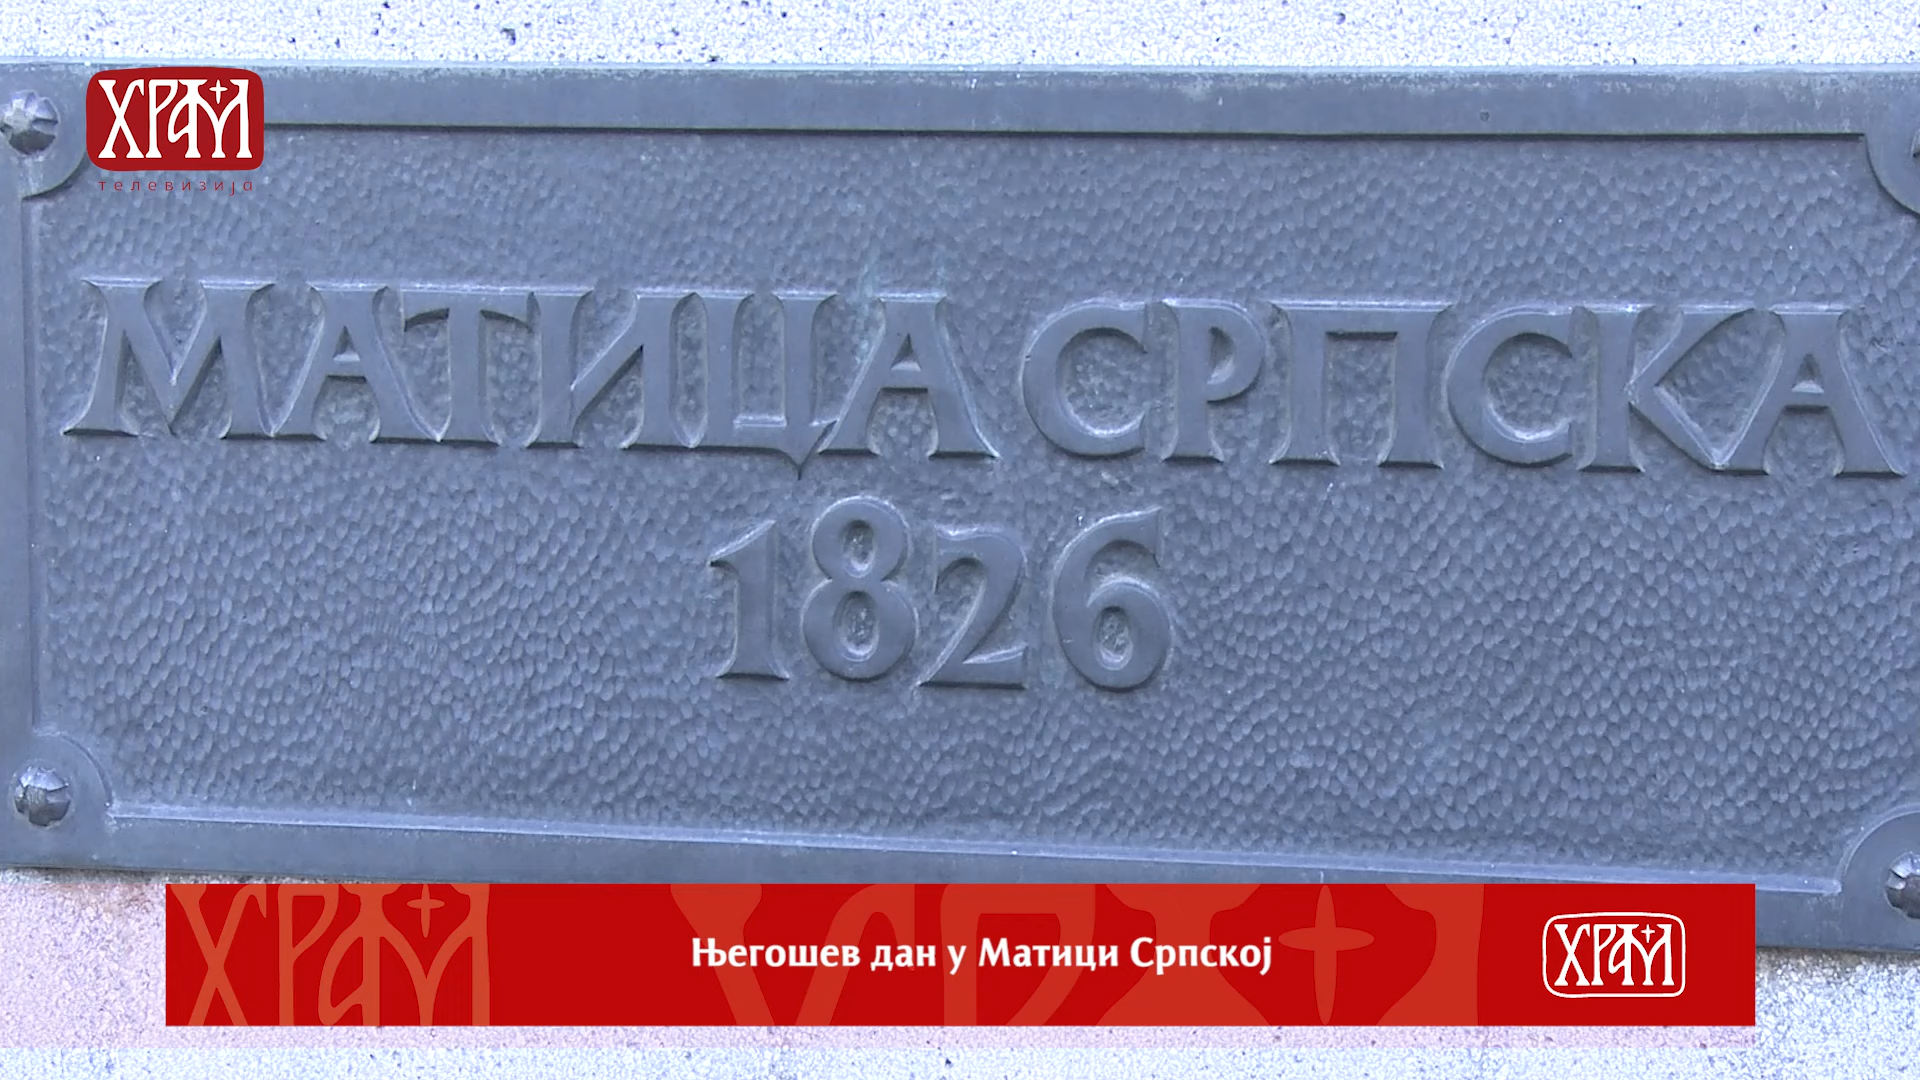 ХРАМ
телевизија
МАТИЦА СРПСКА
1826
Његошев дан у Матици Српској
ХРАМ